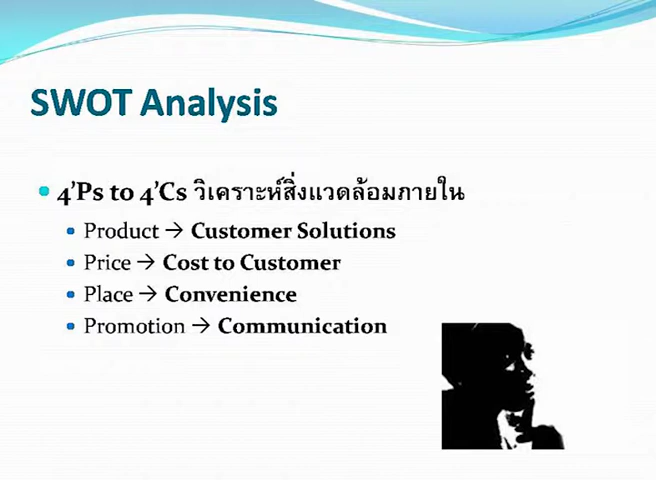 SWOT Analysis
4'Ps to 4'Cs วิเคราะห์สิ่งแวดล้อมภายใน
Product → Customer Solutions
Price → Cost to Customer
Place → Convenience
Promotion → Communication